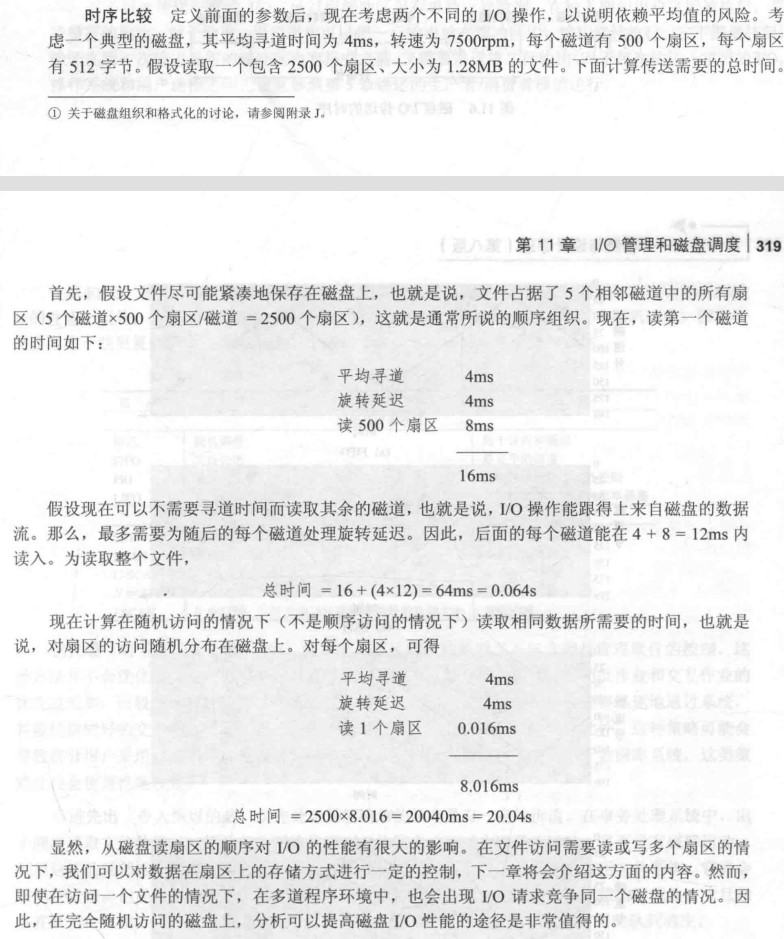 时序比较 定义前面的参数后，现在考虑两个不同的 I/O 操作，以说明依赖平均值的风险。考
虑一个典型的磁盘，其平均寻道时间为 4ms，转速为 7500rpm，每个磁道有 500 个扇区，每个扇区
有 512 字节。假设读取一个包含 2500 个扇区、大小为 1.28MB 的文件。下面计算传送需要的总时间。
① 关于磁盘组织和格式化的讨论，请参阅附录 J。
第 11 章 I/O 管理和磁盘调度 319
首先，假设文件尽可能紧凑地保存在磁盘上，也就是说，文件占据了 5 个相邻磁道中的所有扇
区（5 个磁道×500 个扇区/磁道 = 2500 个扇区），这就是通常所说的顺序组织。现在，读第一个磁道
的时间如下：
平均寻道 4ms
旋转延迟 4ms
读 500 个扇区 8ms
16ms
假设现在可以不需要寻道时间而读取其余的磁道，也就是说，I/O 操作能跟得上来自磁盘的数据
流。那么，最多需要为随后的每个磁道处理旋转延迟。因此，后面的每个磁道能在 4 + 8 = 12ms 内
读入。为读取整个文件，
总时间 = 16 + (4×12) = 64ms = 0.064s
现在计算在随机访问的情况下（不是顺序访问的情况下）读取相同数据所需要的时间，也就是
说，对扇区的访问随机分布在磁盘上。对每个扇区，可得
平均寻道 4ms
旋转延迟 4ms
读 1 个扇区 0.016ms
8.016ms
总时间 = 2500×8.016 = 20040ms = 20.04s
显然，从磁盘读扇区的顺序对 I/O 的性能有很大的影响。在文件访问需要读或写多个扇区的情
况下，我们可以对数据在扇区上的存储方式进行一定的控制，下一章将会介绍这方面的内容。然而，
即使在访问一个文件的情况下，在多道程序环境中，也会出现 I/O 请求竞争同一个磁盘的情况。因
此，在完全随机访问的磁盘上，分析可以提高磁盘 I/O 性能的途径是非常值得的。